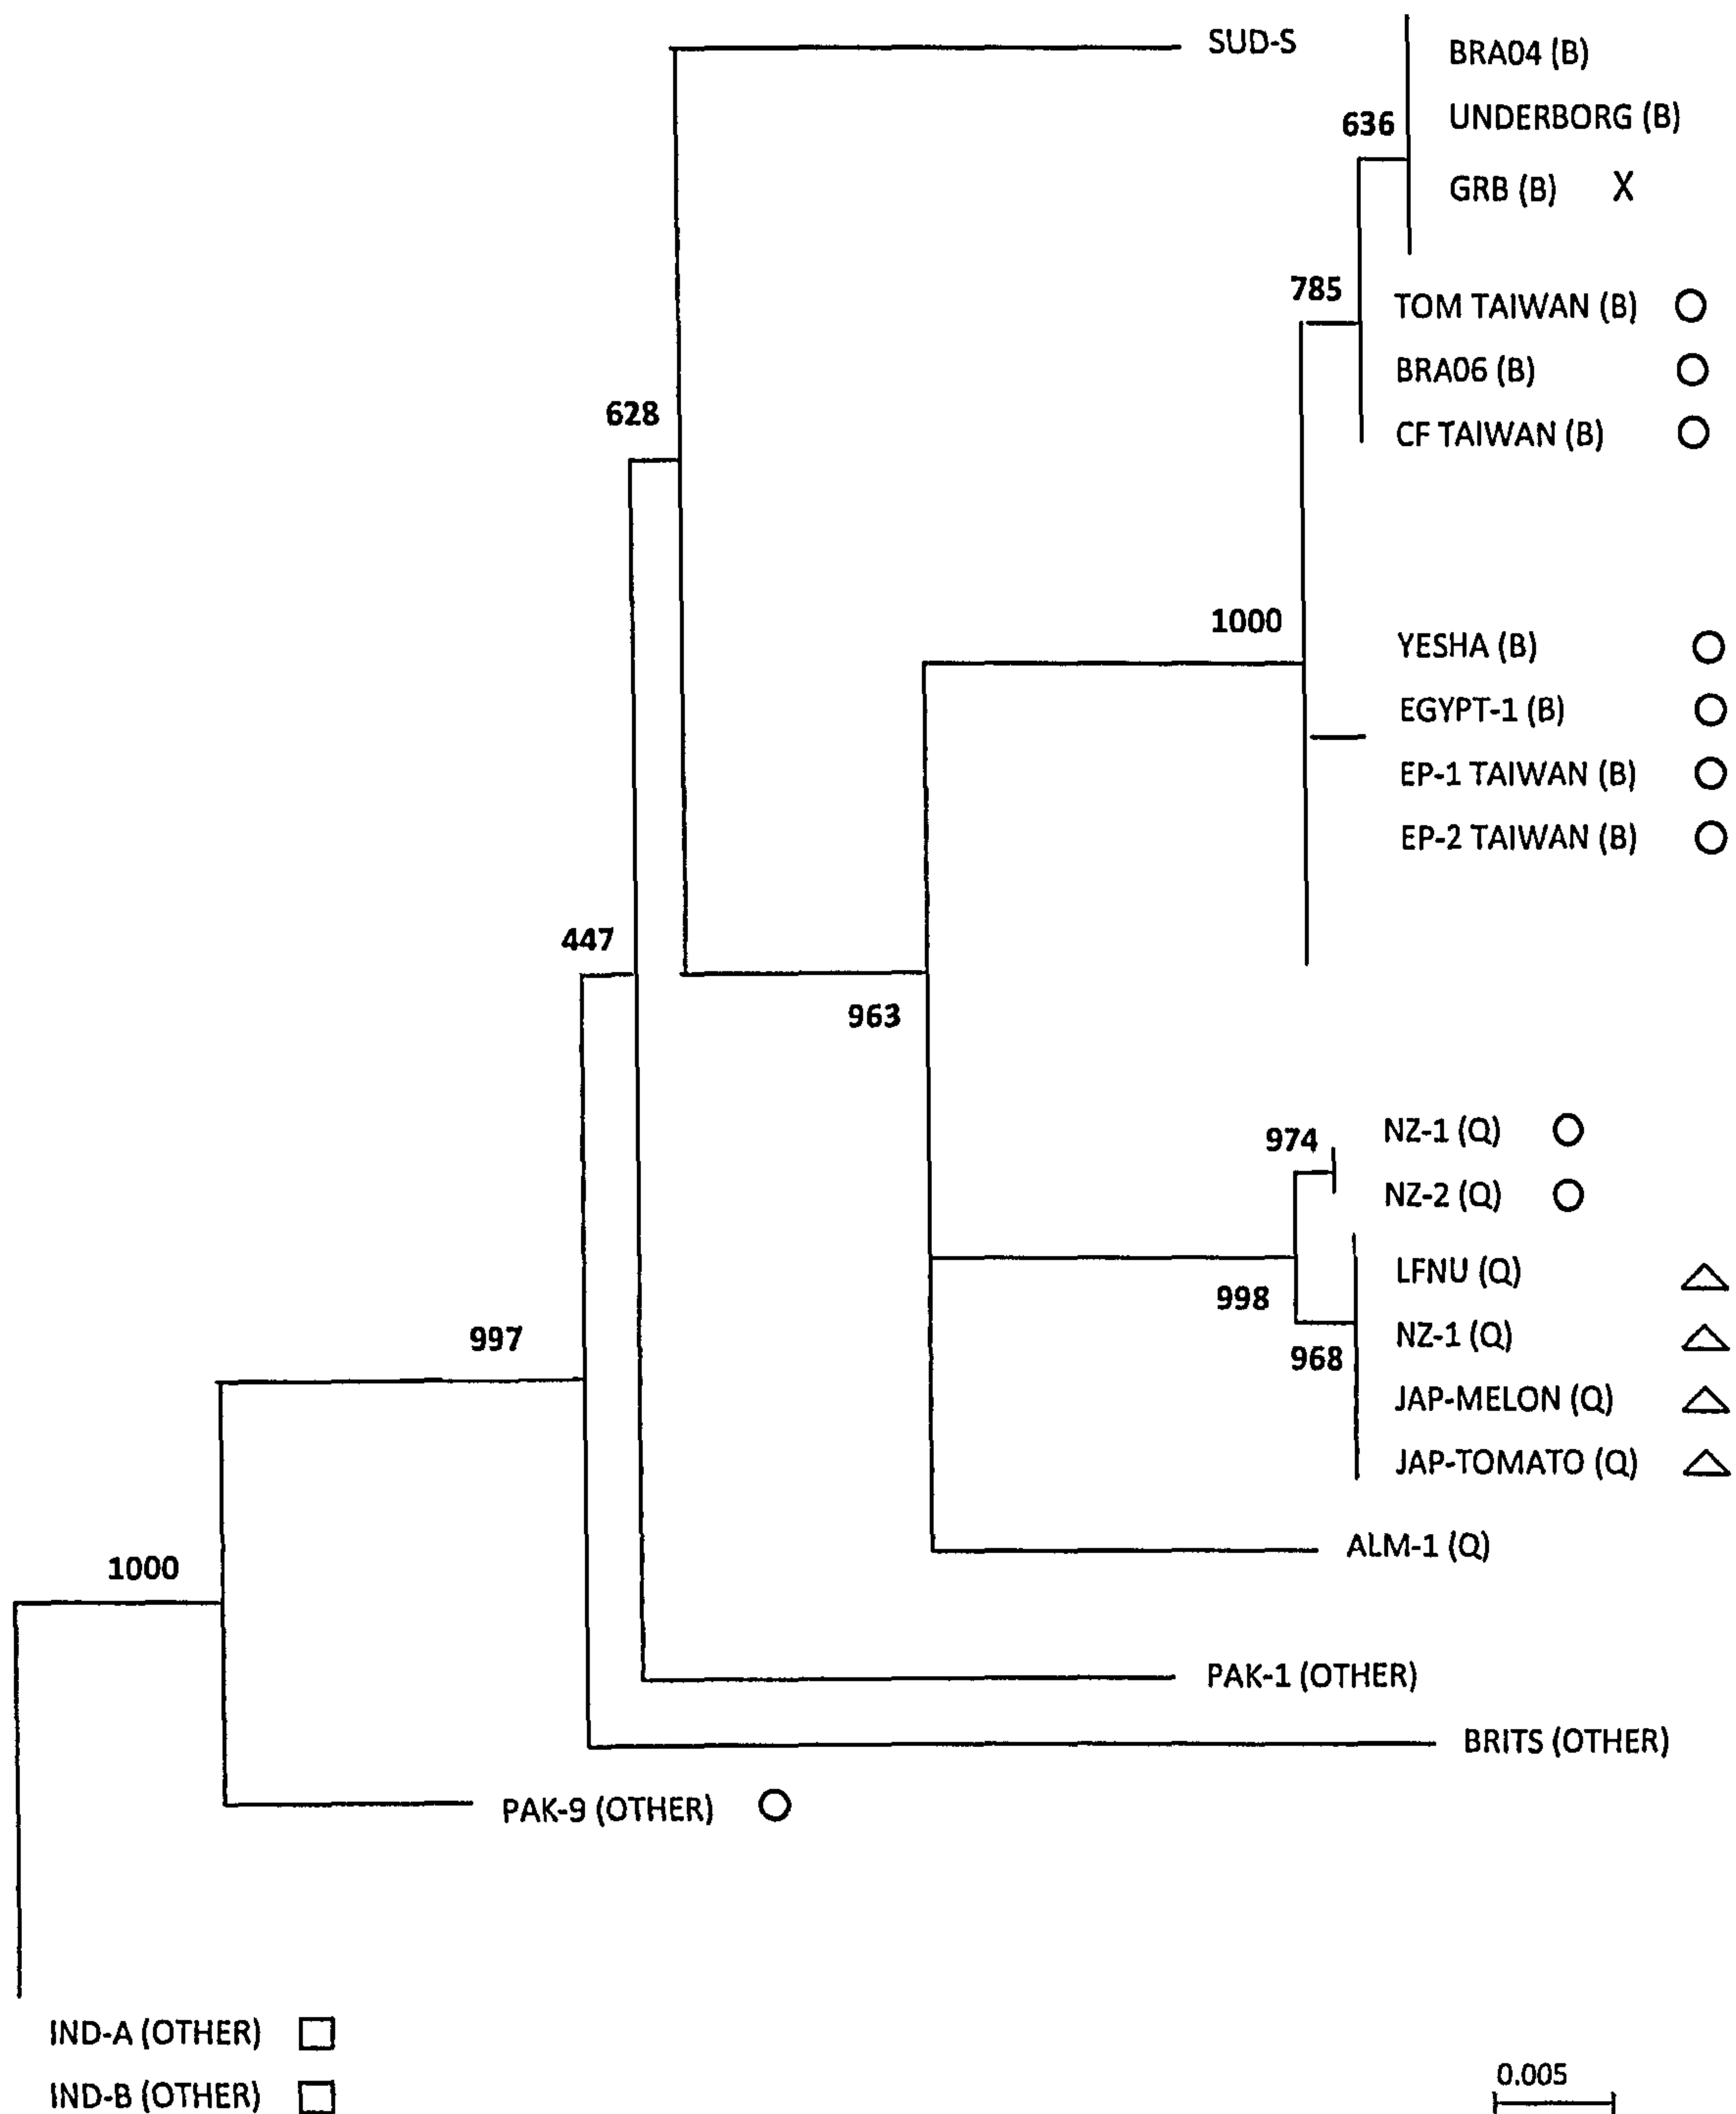 SUD-S
BRA04 (B)
636
UNDERBORG (B)
GRB (B) X
785
TOM TAIWAN (B)
BRA06 (B)
628
CF TAIWAN (B)
1000
YESHA (B)
EGYPT-1 (B)
EP-1 TAIWAN (B)
EP-2 TAIWAN (B)
447
963
974
NZ-1 (Q)
NZ-2 (Q)
LFNU (Q)
998
997
NZ-1 (Q)
968
JAP-MELON (Q)
JAP-TOMATO (Q)
ALM-1 (Q)
1000
PAK-1 (OTHER)
BRITS (OTHER)
PAK-9 (OTHER)
IND-A (OTHER)
IND-B (OTHER)
0.005